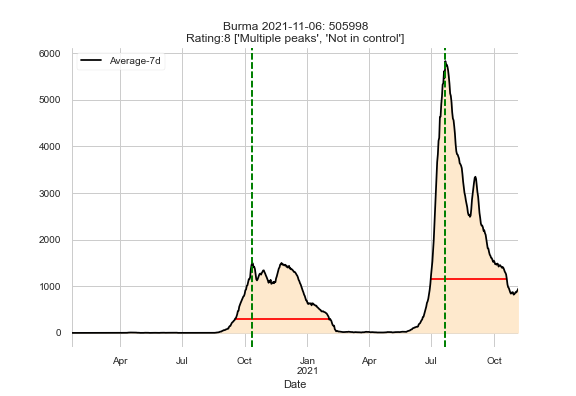 Burma 2021-11-06: 505998
Rating:8 ['Multiple peaks', 'Not in control']
Average-7d
6000
5000
4000
3000
2000
1000
0
Apr
Jul
Oct
Jan
2021
Apr
Jul
Oct
Date